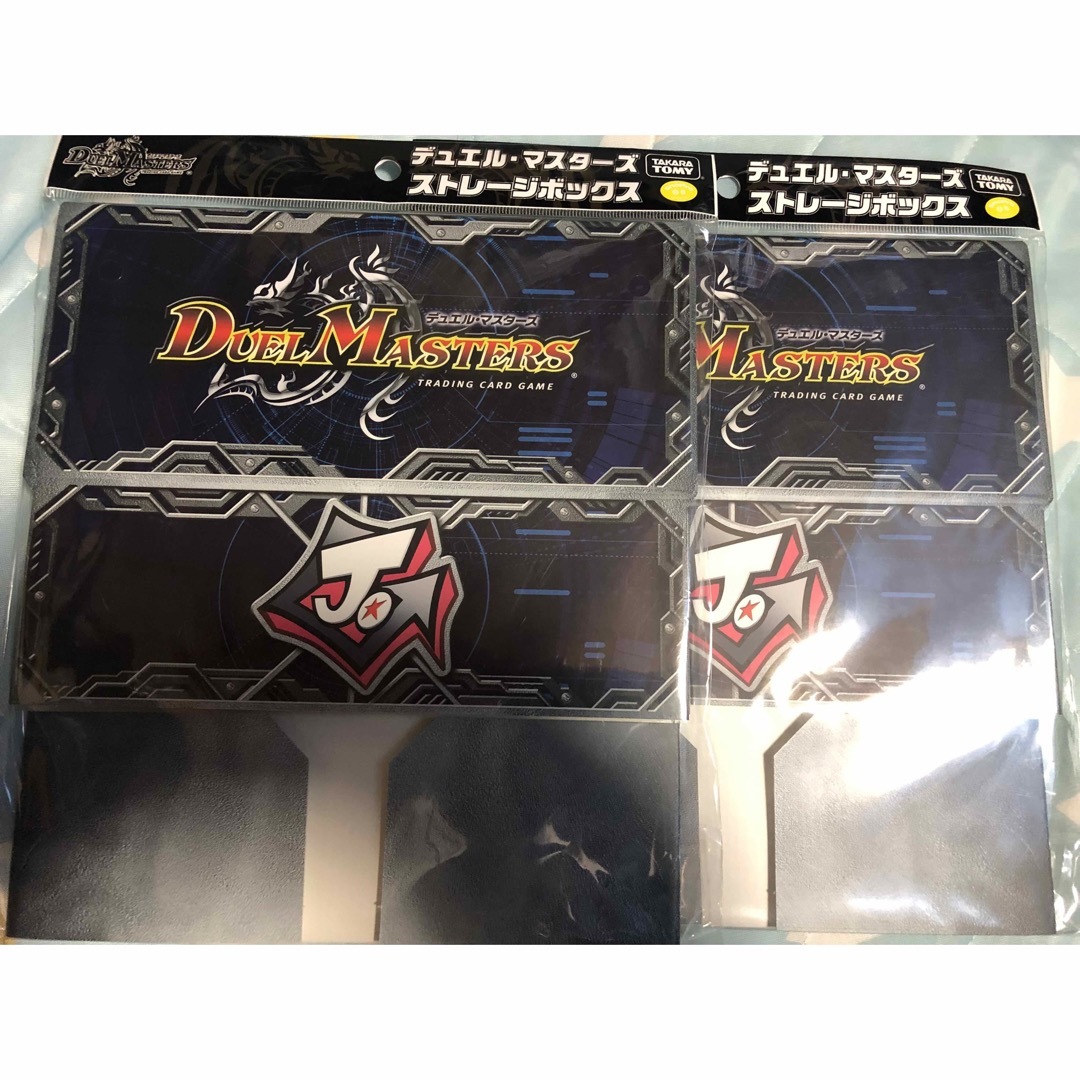 DUEL MASTERS
デュエル・マスターズ
ストレージボックス
TAKARA TOMY
デュエル・マスターズ
DUEL MASTERS
TRADING CARD GAME
J
デュエル・マスターズ
ストレージボックス
TAKARA TOMY
デュエル・マスターズ
MASTERS
TRADING CARD GAME
J